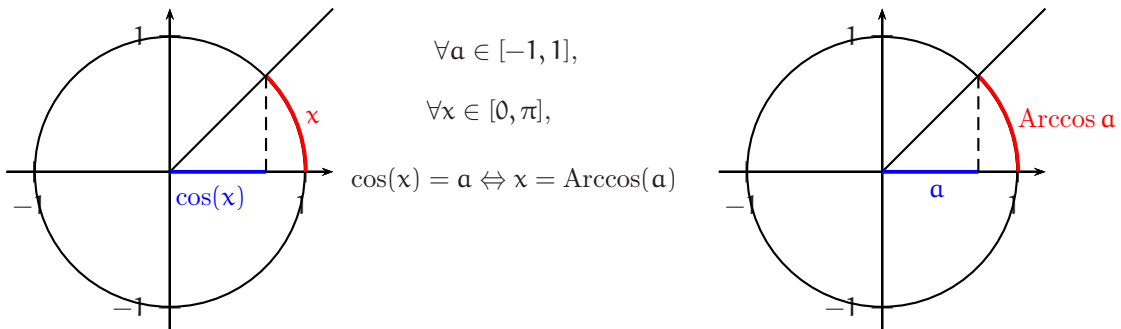 1
x
cos(x)
−1
1
−1
∀a ∈ [−1, 1],
∀x ∈ [0, π],
cos(x) = a ⇔ x = Arccos(a)
1
Arccos a
a
−1
1
−1